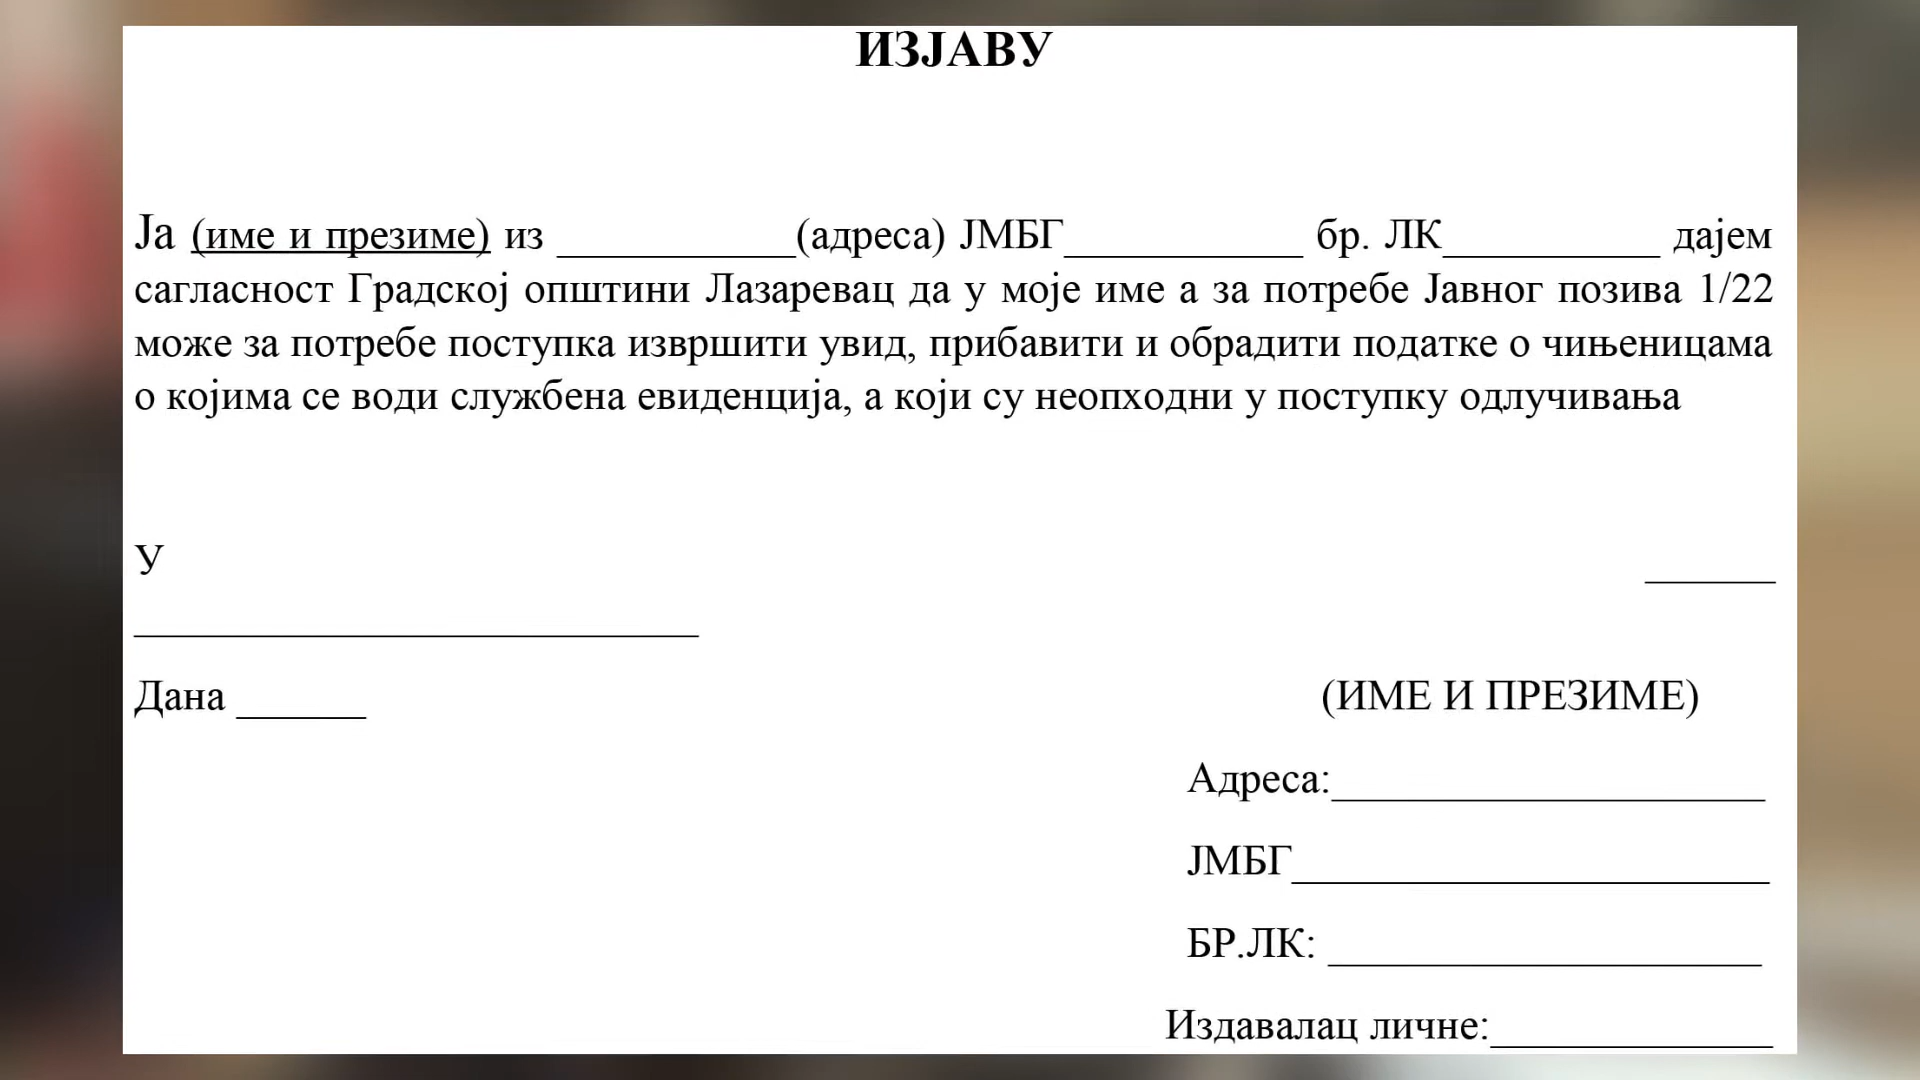 ИЗЈАВУ
Ја (име и презиме) из ___________(адреса) ЈМБГ___________ бр. ЛК__________ дајем
сагласност Градској општини Лазаревац да у моје име а за потребе Јавног позива 1/22
може за потребе поступка извршити увид, прибавити и обрадити податке о чињеницама
о којима се води службена евиденција, а који су неопходни у поступку одлучивања
У ______
__________________________
Дана ______ (ИМЕ И ПРЕЗИМЕ)
Адреса:____________________
ЈМБГ______________________
БР.ЛК: ____________________
Издавалац личне:_____________